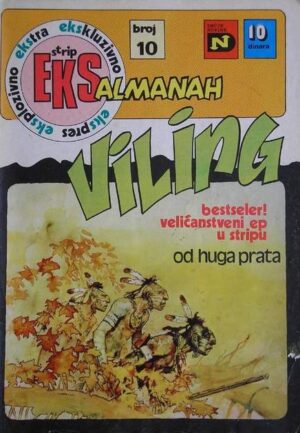 eksplozivno ekstra ekskluzivno ekspres
strip
EKS ALMANAH
broj
10
N
10
dinara
VILING
bestseler!
veličanstveni ep
u stripu
od huga prata